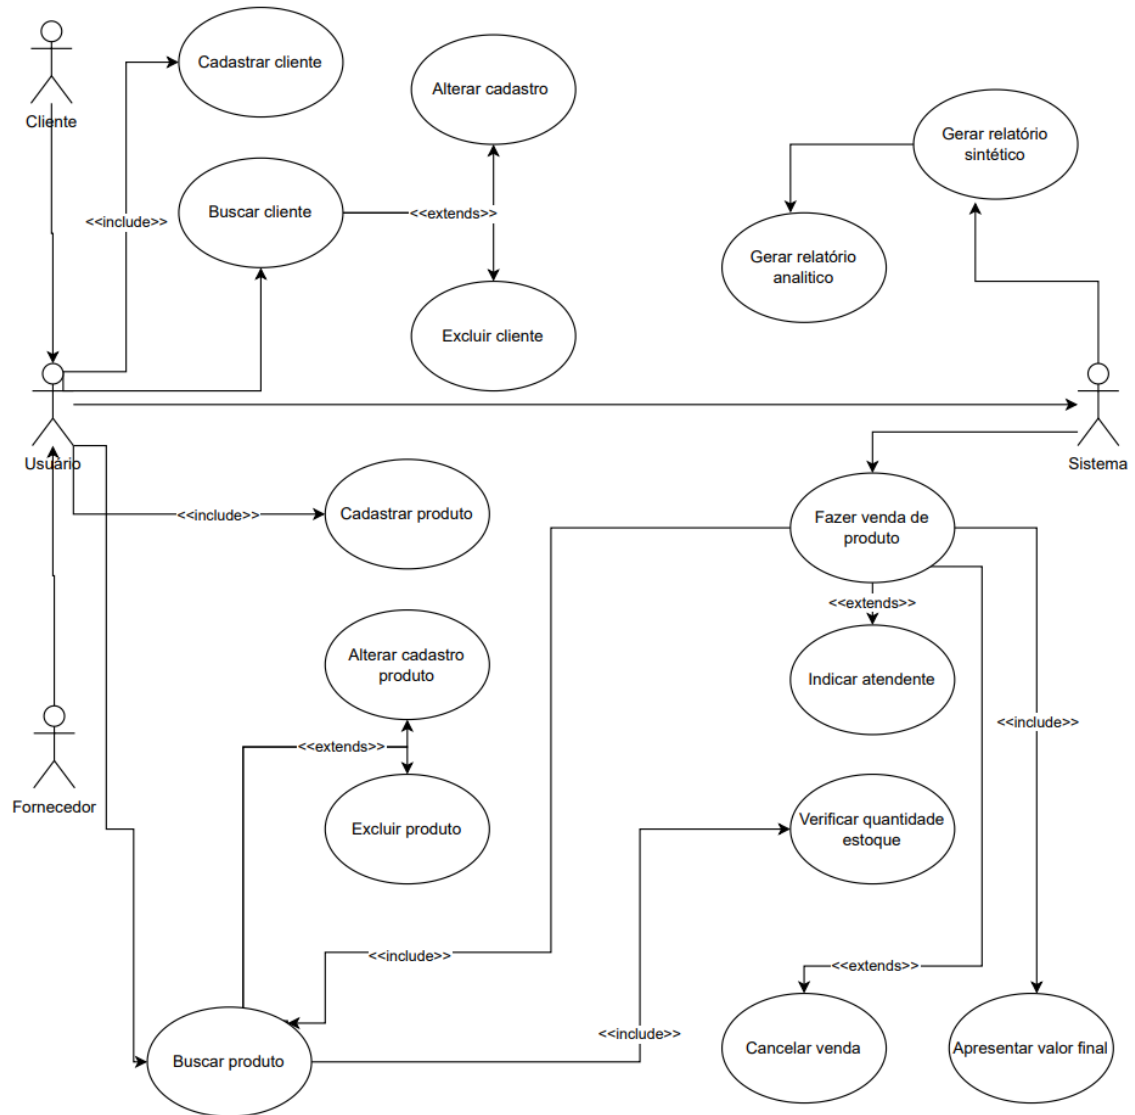 Cadastrar cliente
Alterar cadastro
Cliente
Gerar relatório
sintético
Buscar cliente
<<extends>>
<<include>>
Gerar relatório
analitico
Excluir cliente
Usuário
Sistema
<<include>>
Cadastrar produto
Fazer venda de
produto
<<extends>>
Alterar cadastro
produto
Indicar atendente
<<include>>
<<extends>>
Fornecedor
Excluir produto
Verificar quantidade
estoque
<<include>>
<<extends>>
<<include>>
Buscar produto
Cancelar venda
Apresentar valor final